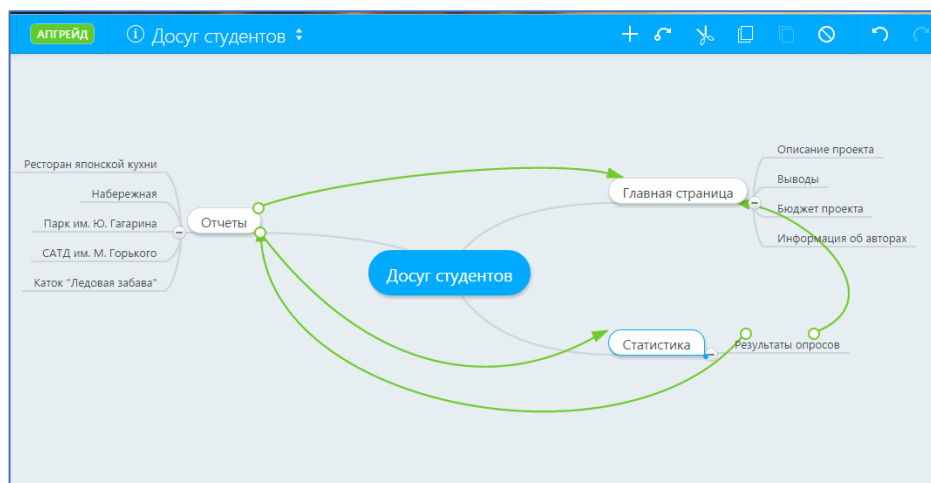 АПГРЕЙД
Досуг студентов
Ресторан японской кухни
Набережная
Парк им. Ю. Гагарина
САТД им. М. Горького
Каток "Ледовая забава"
Отчеты
Досуг студентов
Главная страница
Описание проекта
Выводы
Бюджет проекта
Информация об авторах
Статистика
Результаты опросов